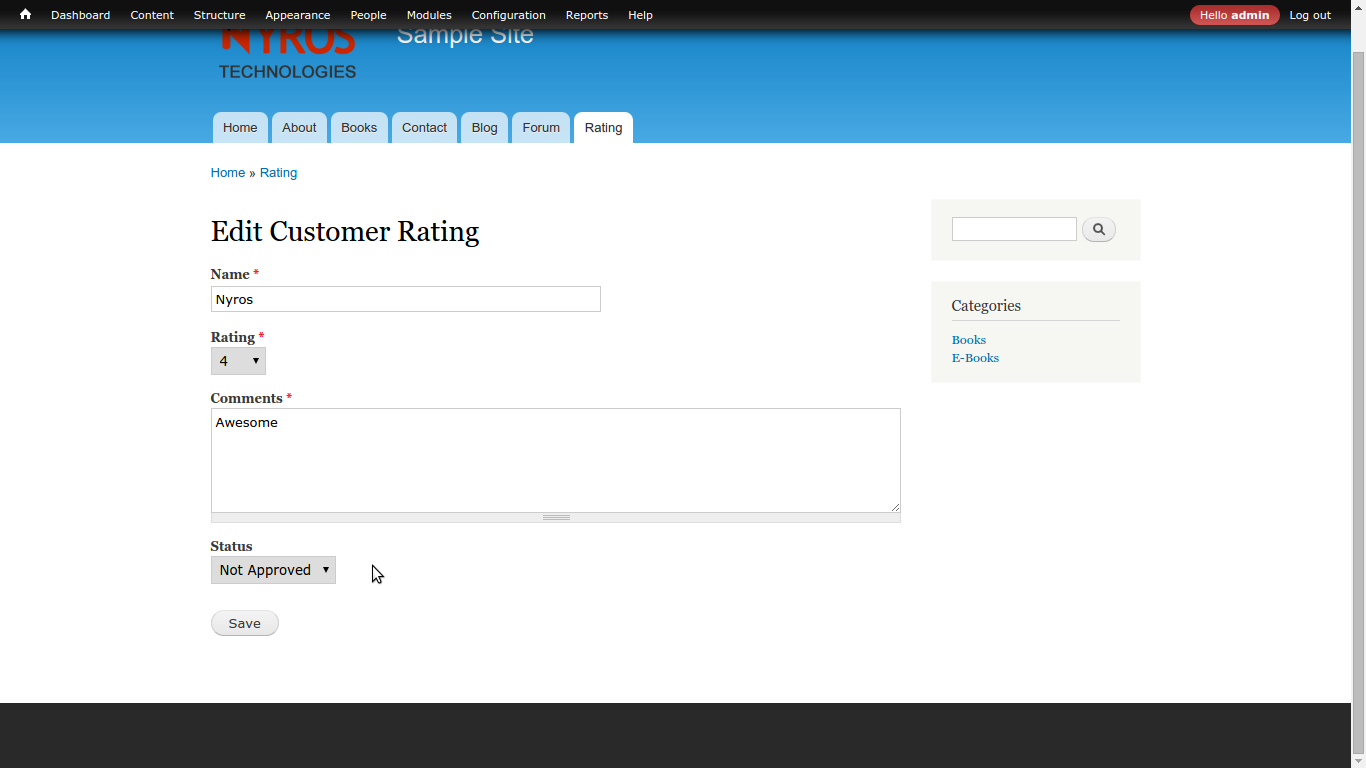 Dashboard Content Structure Appearance People Modules Configuration Reports Help Hello admin Log out
NYROS
TECHNOLOGIES
Sample Site
Home About Books Contact Blog Forum Rating
Home » Rating
Edit Customer Rating
Name *
Nyros
Rating *
4
Comments *
Awesome
Status
Not Approved
Save
Categories
Books
E-Books